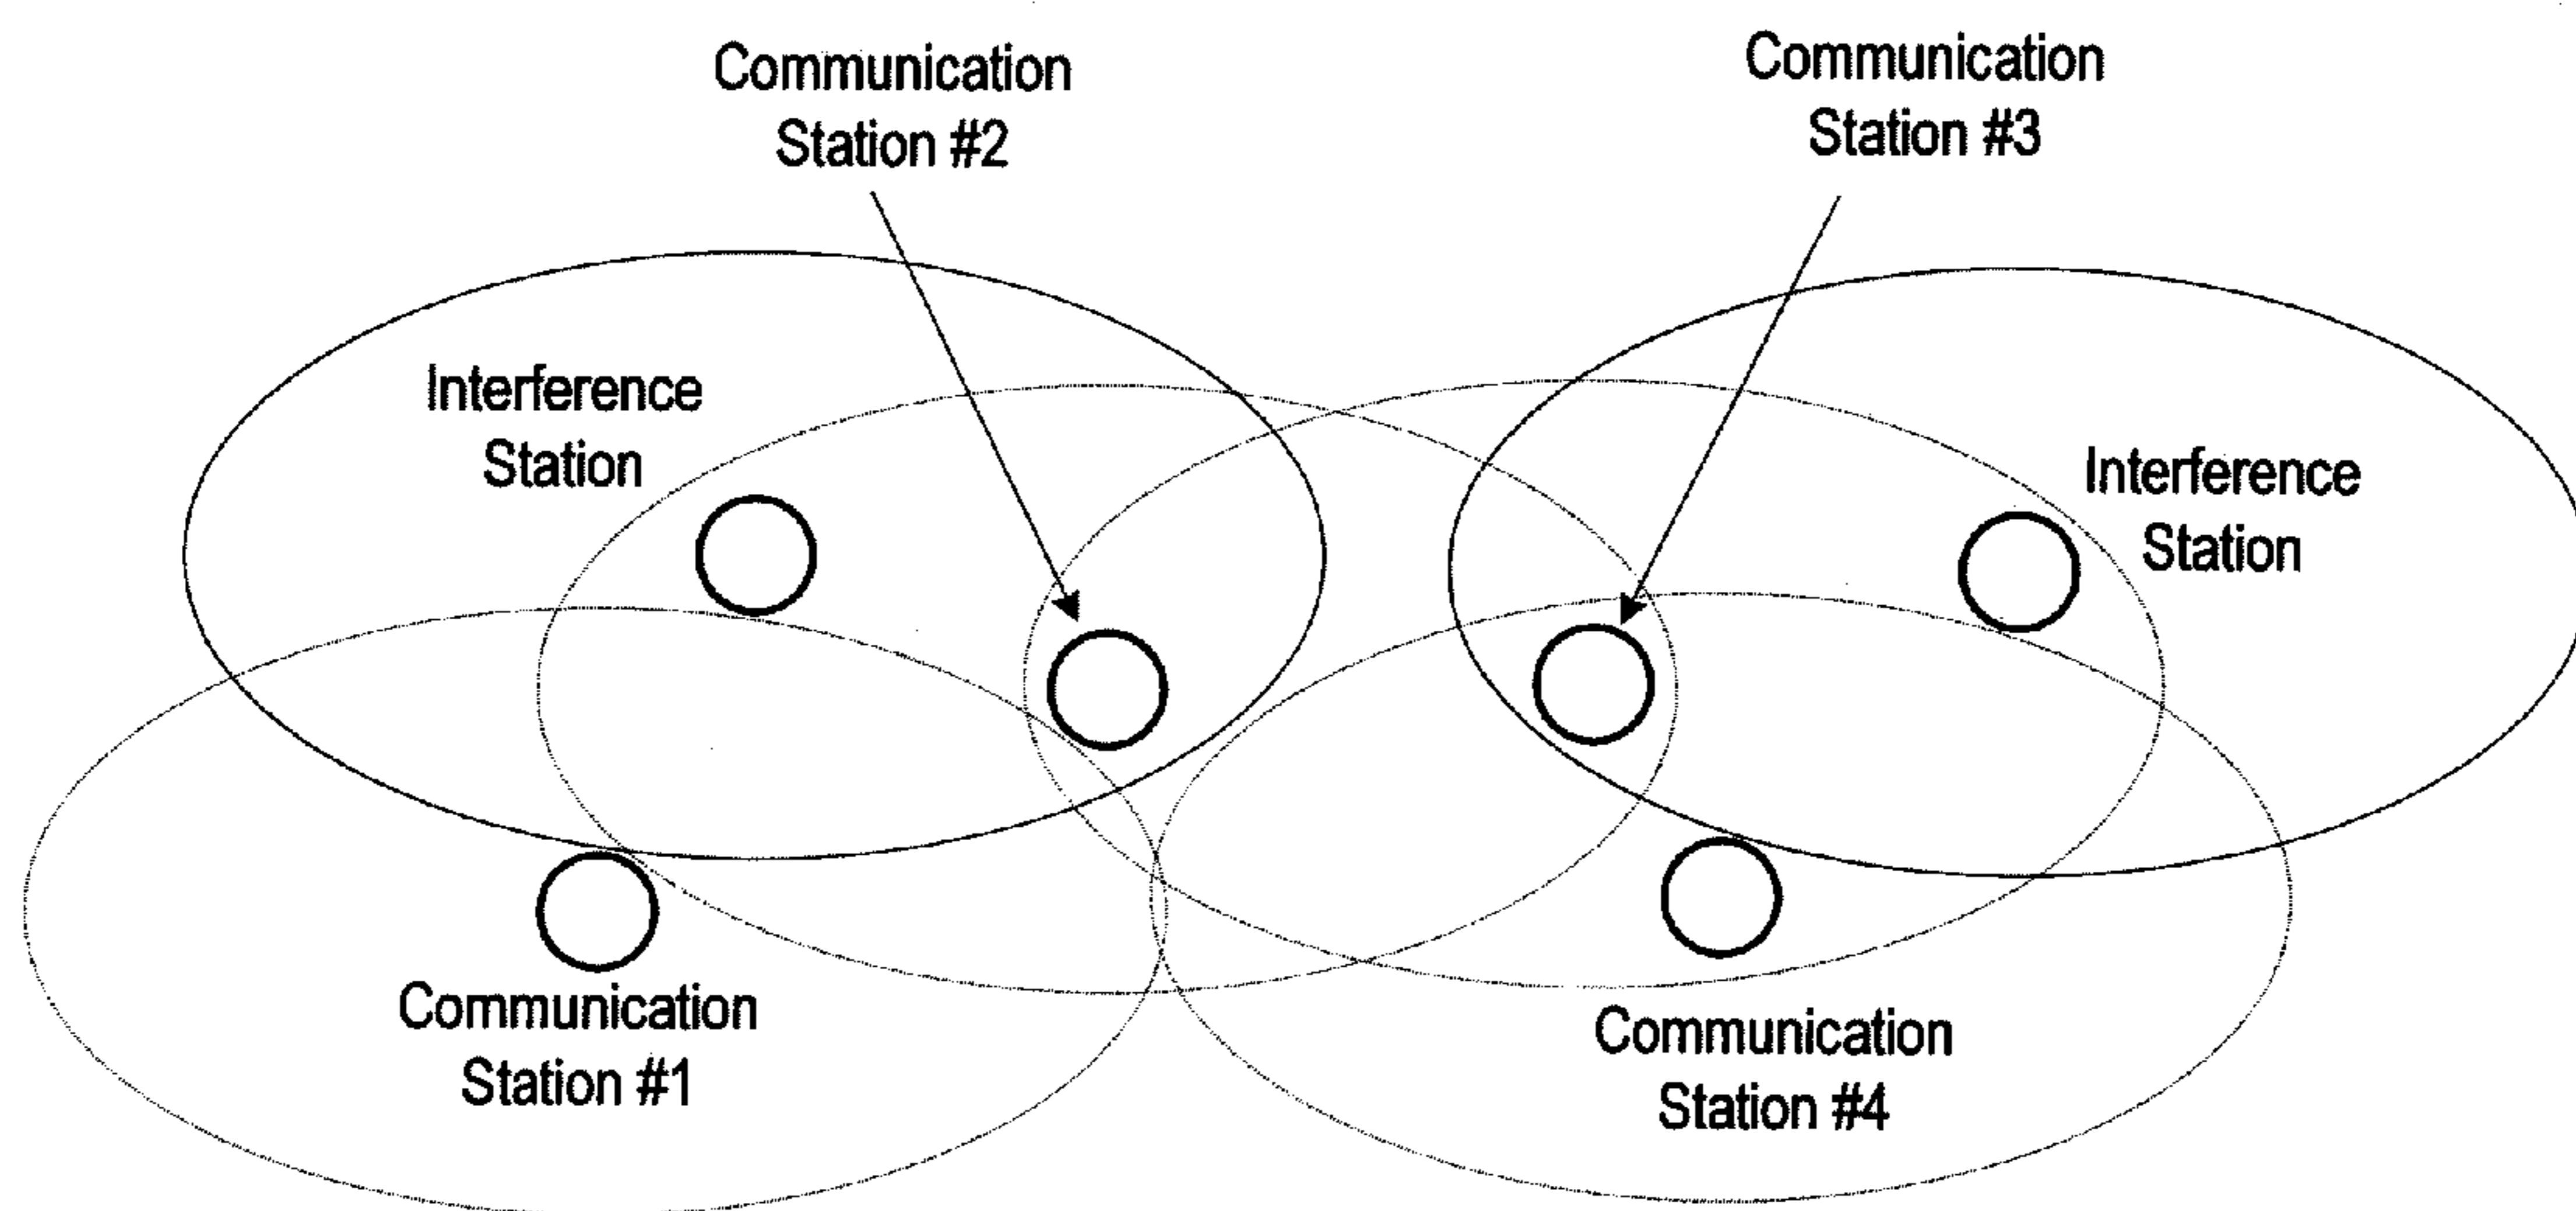 Communication
Station #2
Communication
Station #3
Interference
Station
Interference
Station
Communication
Station #1
Communication
Station #4